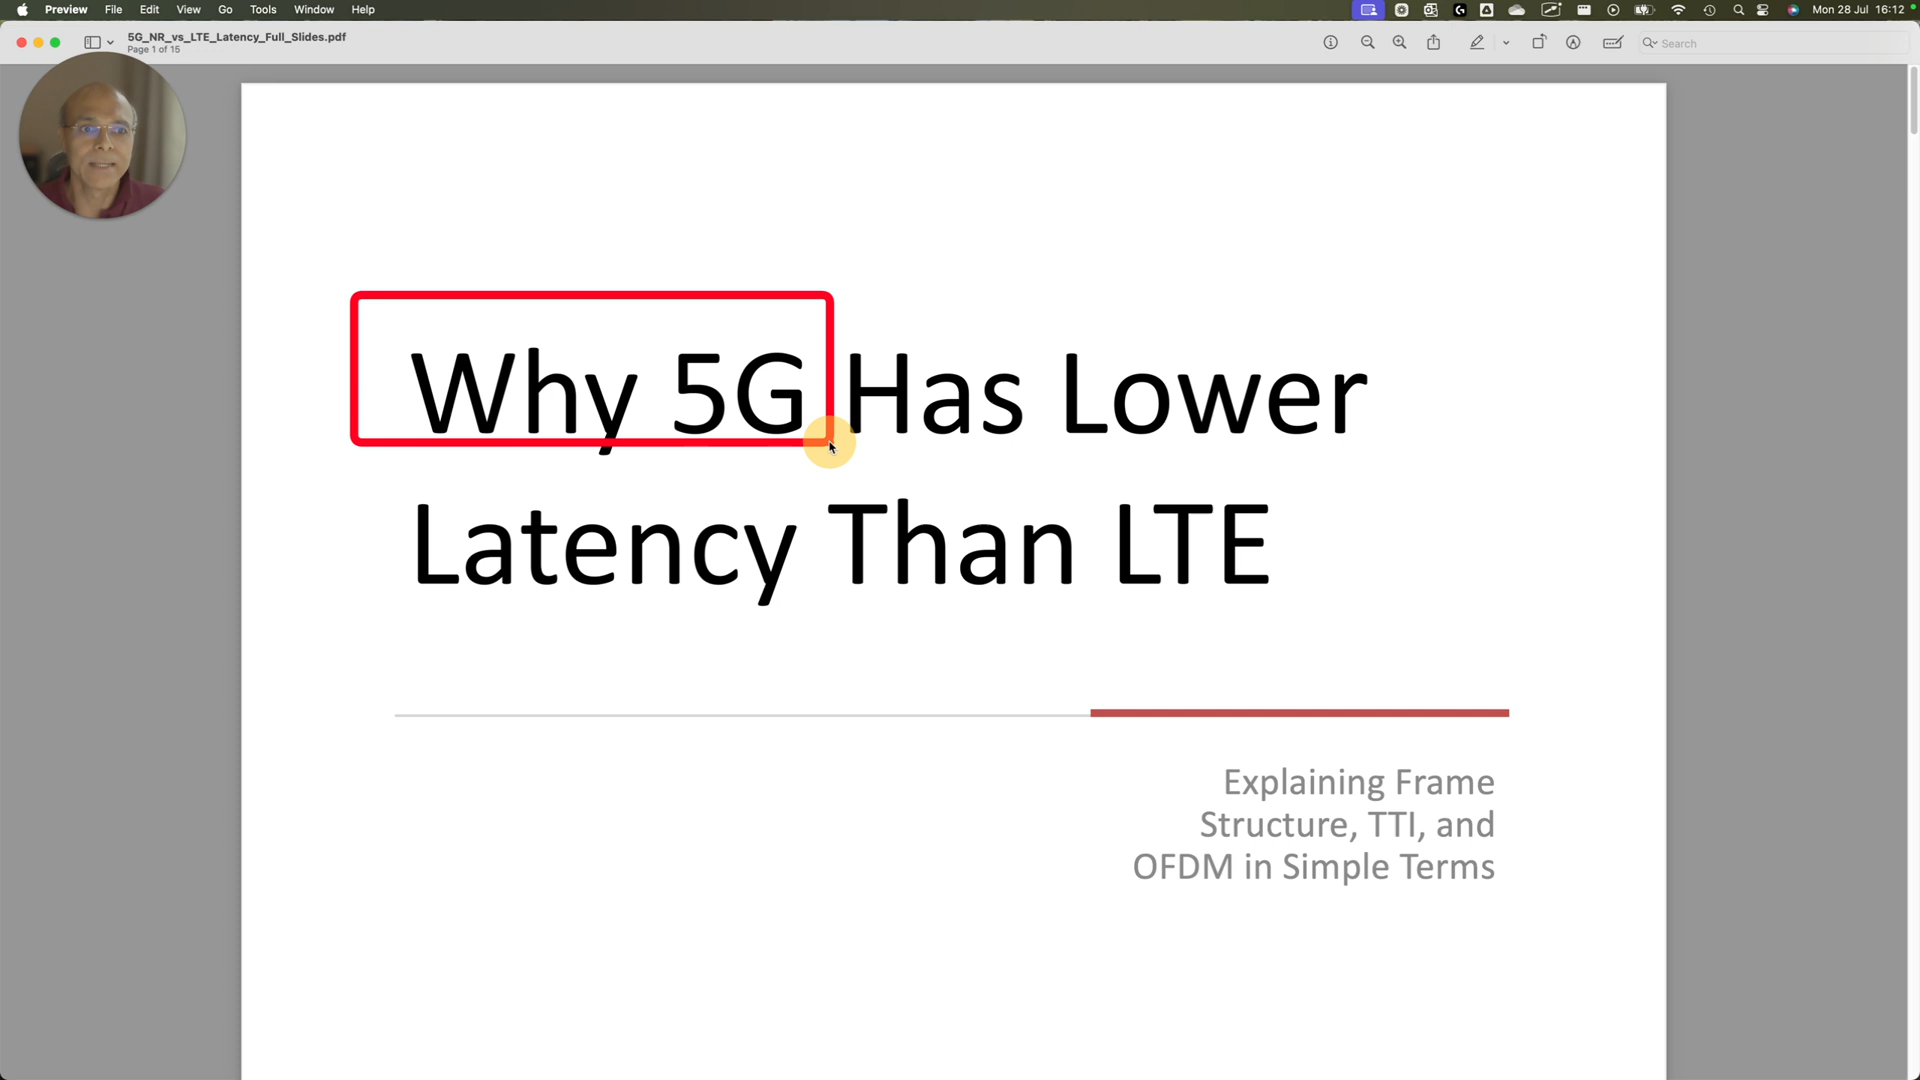 Preview File Edit View Go Tools Window Help
Mon 28 Jul 16:12
5G_NR_vs_LTE_Latency_Full_Slides.pdf
Page 1 of 15
Search
Why 5G Has Lower
Latency Than LTE
Explaining Frame
Structure, TTI, and
OFDM in Simple Terms